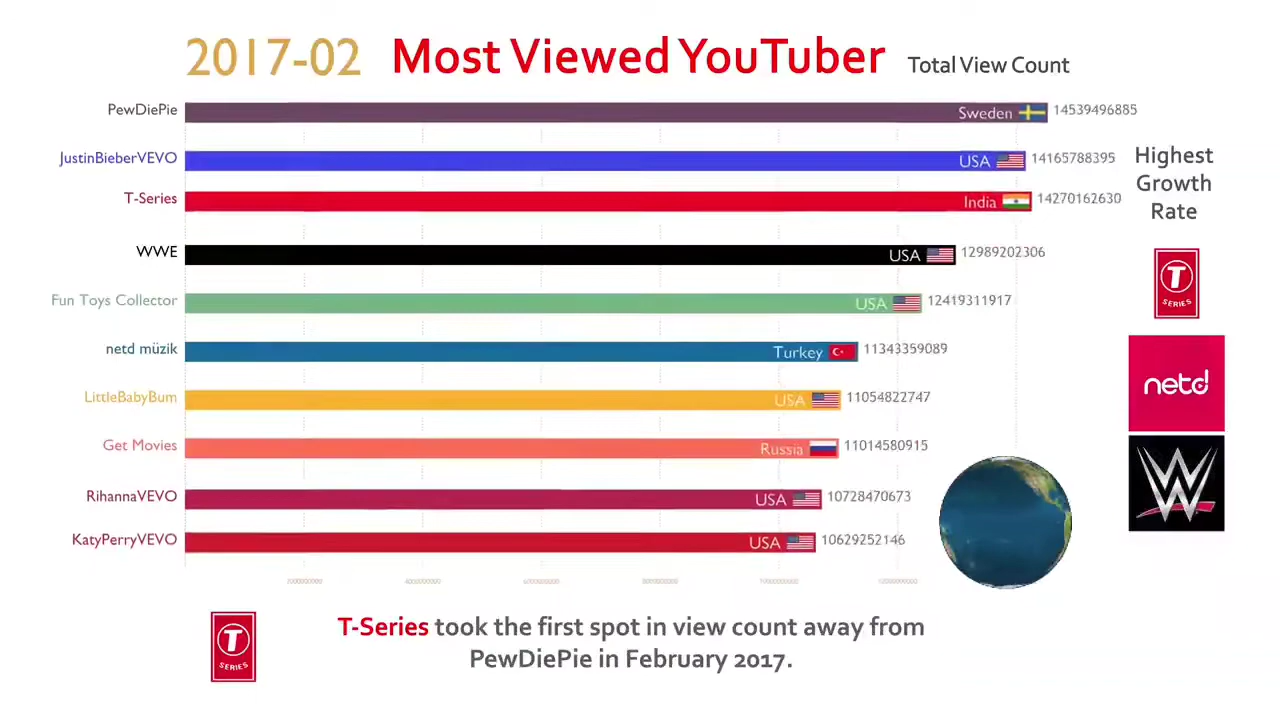 2017-02 Most Viewed YouTuber Total View Count
PewDiePie Sweden 14539496885
JustinBieberVEVO USA 14165788395
T-Series India 14270162630
WWE USA 12989202306
Fun Toys Collector USA 12419311917
netd müzik Turkey 11343359089
LittleBabyBum USA 11054822747
Get Movies Russia 11014580915
RihannaVEVO USA 10728470673
KatyPerryVEVO USA 10629252146
Highest
Growth
Rate
T
SERIES
netd
W
T
SERIES
T-Series took the first spot in view count away from
PewDiePie in February 2017.